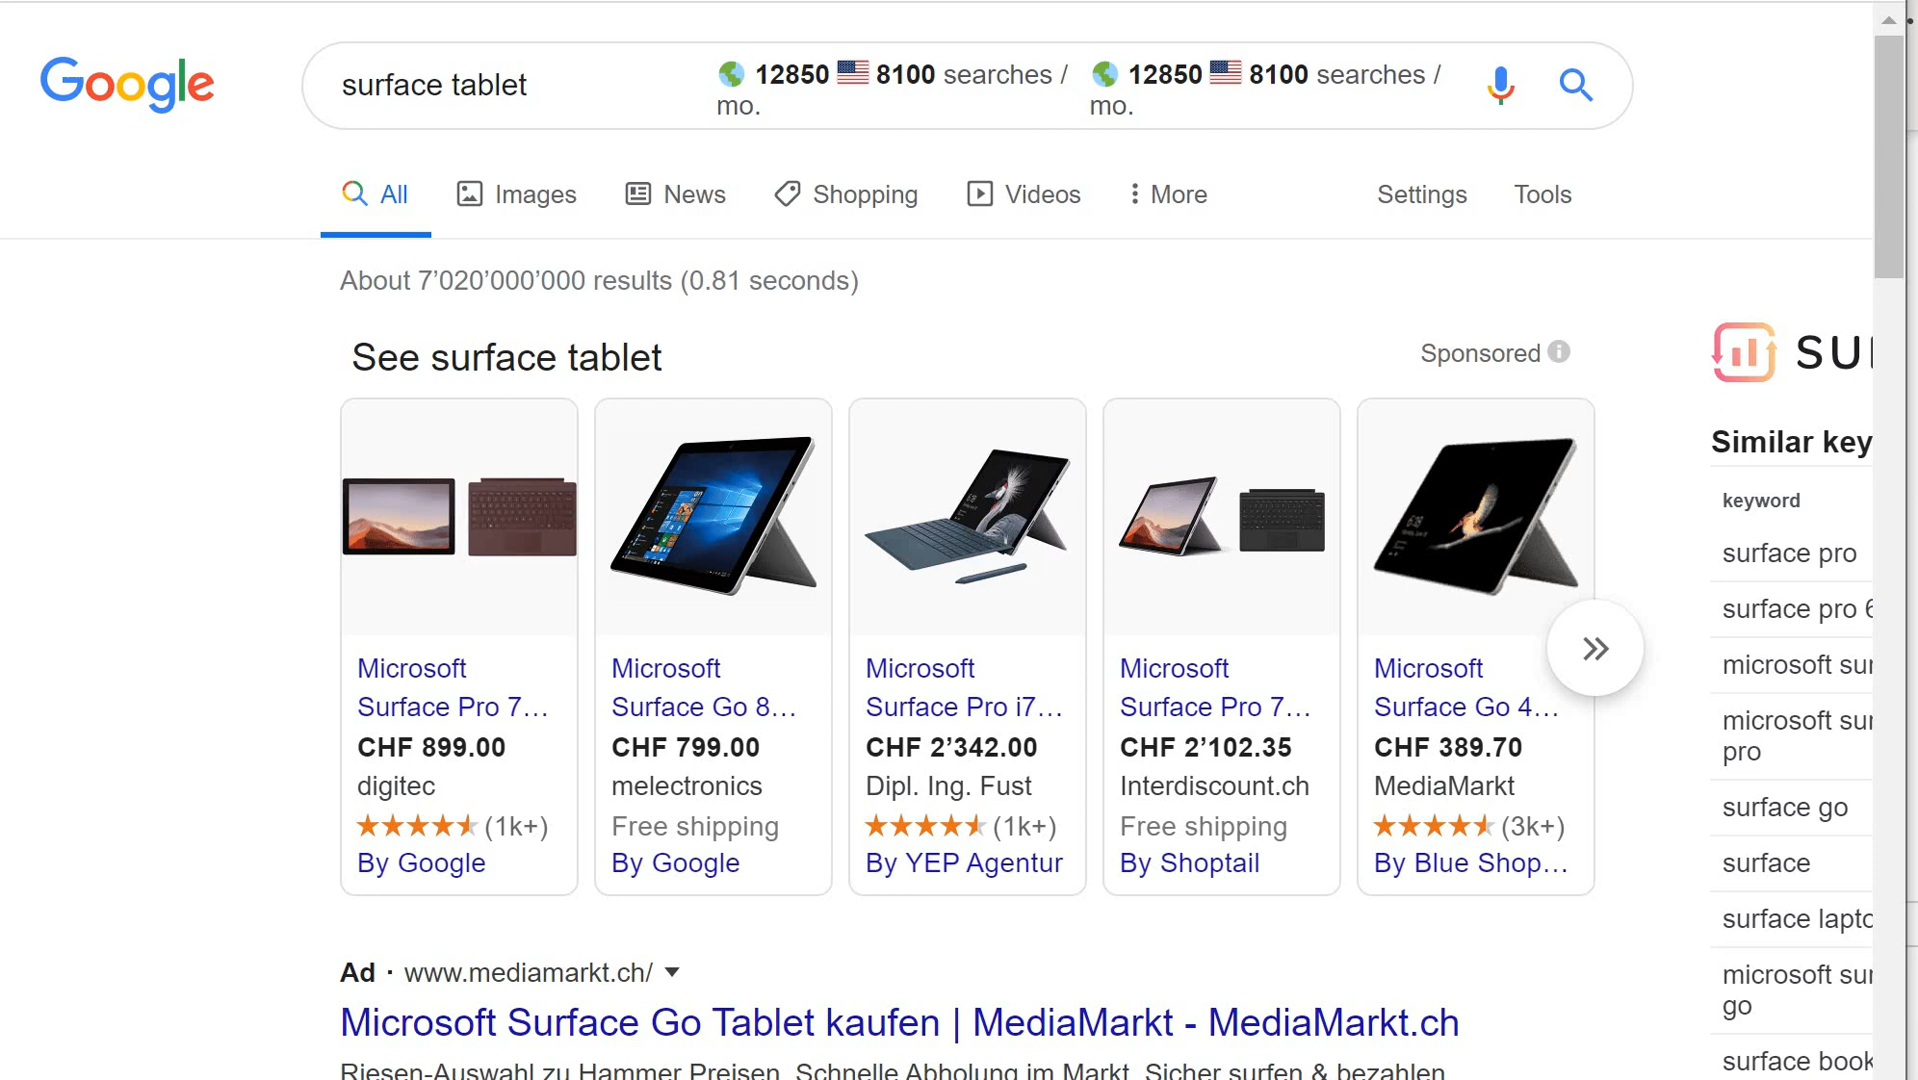 Google
surface tablet
12850 8100 searches /
mo.
12850 8100 searches /
mo.
All
Images
News
Shopping
Videos
More
Settings
Tools
About 7’020’000’000 results (0.81 seconds)
See surface tablet
Sponsored
Microsoft
Surface Pro 7…
CHF 899.00
digitec
(1k+)
By Google
Microsoft
Surface Go 8…
CHF 799.00
melectronics
Free shipping
By Google
Microsoft
Surface Pro i7…
CHF 2’342.00
Dipl. Ing. Fust
(1k+)
By YEP Agentur
Microsoft
Surface Pro 7…
CHF 2’102.35
Interdiscount.ch
Free shipping
By Shoptail
Microsoft
Surface Go 4…
CHF 389.70
MediaMarkt
(3k+)
By Blue Shop…
Ad · www.mediamarkt.ch/
Microsoft Surface Go Tablet kaufen | MediaMarkt - MediaMarkt.ch
Riesen-Auswahl zu Hammer Preisen. Schnelle Abholung im Markt. Sicher surfen & bezahlen
SUR
Similar key
keyword
surface pro
surface pro 6
microsoft sur
microsoft sur
pro
surface go
surface
surface lapto
microsoft sur
go
surface book